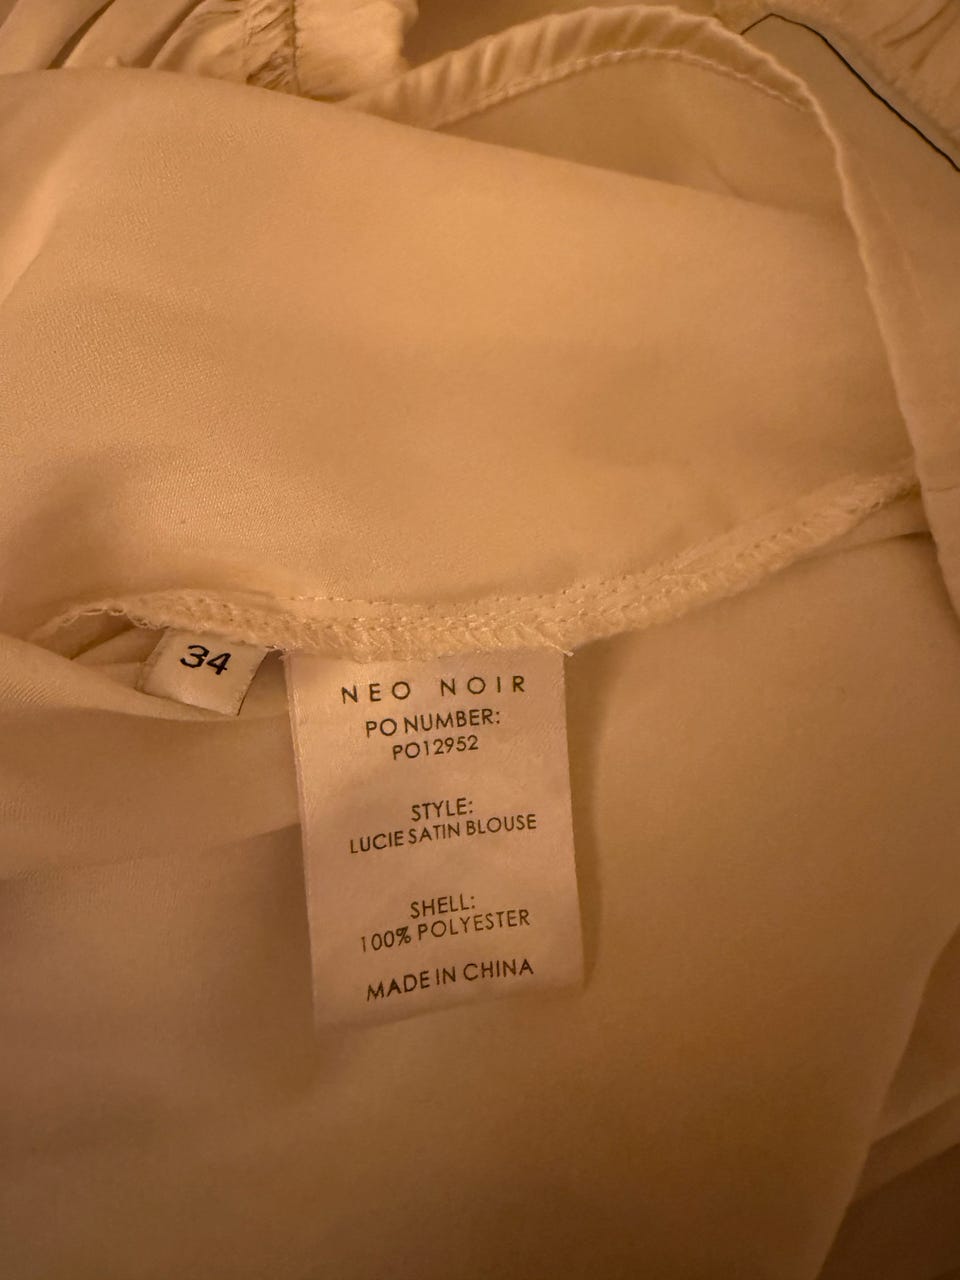 34
NEO NOIR
PO NUMBER:
PO12952
STYLE:
LUCIE SATIN BLOUSE
SHELL:
100% POLYESTER
MADE IN CHINA